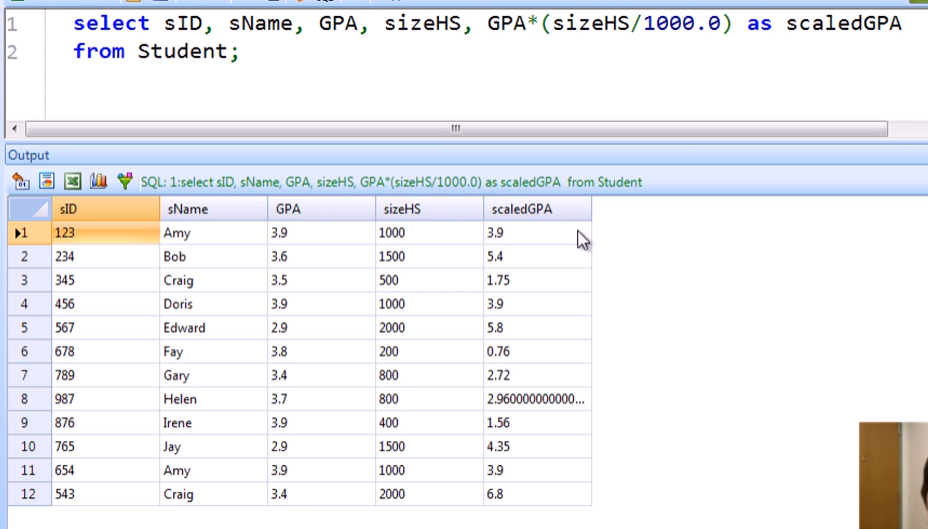 1 select sID, sName, GPA, sizeHS, GPA*(sizeHS/1000.0) as scaledGPA
2 from Student;
Output
SQL: 1:select sID, sName, GPA, sizeHS, GPA*(sizeHS/1000.0) as scaledGPA from Student
sID sName GPA sizeHS scaledGPA
1 123 Amy 3.9 1000 3.9
2 234 Bob 3.6 1500 5.4
3 345 Craig 3.5 500 1.75
4 456 Doris 3.9 1000 3.9
5 567 Edward 2.9 2000 5.8
6 678 Fay 3.8 200 0.76
7 789 Gary 3.4 800 2.72
8 987 Helen 3.7 800 2.960000000000...
9 876 Irene 3.9 400 1.56
10 765 Jay 2.9 1500 4.35
11 654 Amy 3.9 1000 3.9
12 543 Craig 3.4 2000 6.8